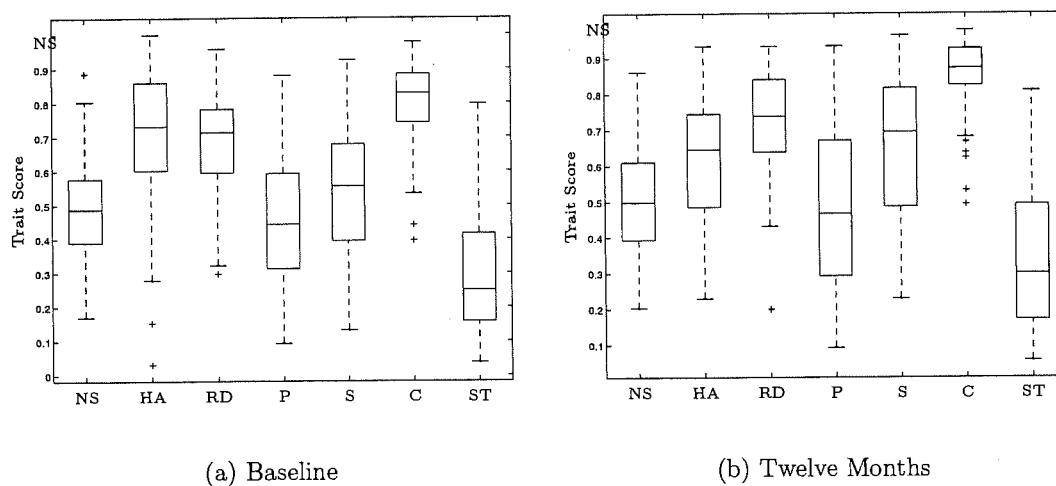 NS
0.9
0.8
0.7
0.6
0.5
0.4
0.3
0.2
0.1
0
Trait Score
NS HA RD P S C ST
(a) Baseline
NS
0.9
0.8
0.7
0.6
0.5
0.4
0.3
0.2
0.1
Trait Score
NS HA RD P S C ST
(b) Twelve Months